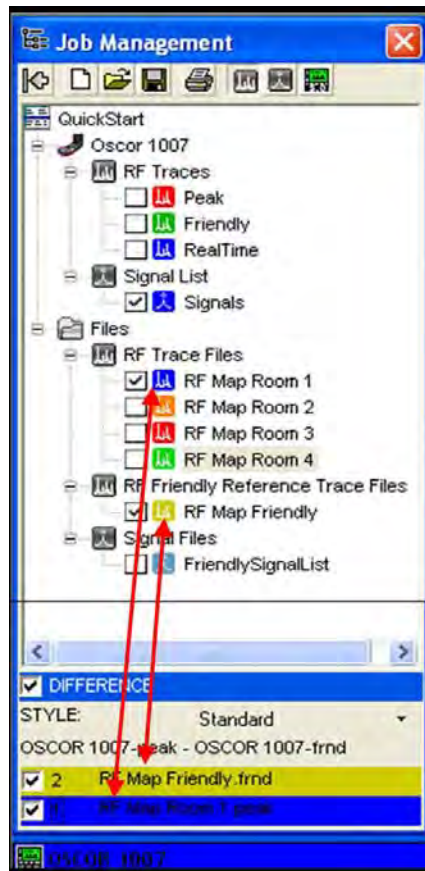 Job Management
QuickStart
Oscor 1007
RF Traces
Peak
Friendly
RealTime
Signal List
Signals
Files
RF Trace Files
RF Map Room 1
RF Map Room 2
RF Map Room 3
RF Map Room 4
RF Friendly Reference Trace Files
RF Map Friendly
Signal Files
FriendlySignalList
DIFFERENCE
STYLE: Standard
OSCOR 1007-peak - OSCOR 1007-frnd
2 RF Map Friendly.frnd
RF Map Room 1.peak
OSCOR 1007